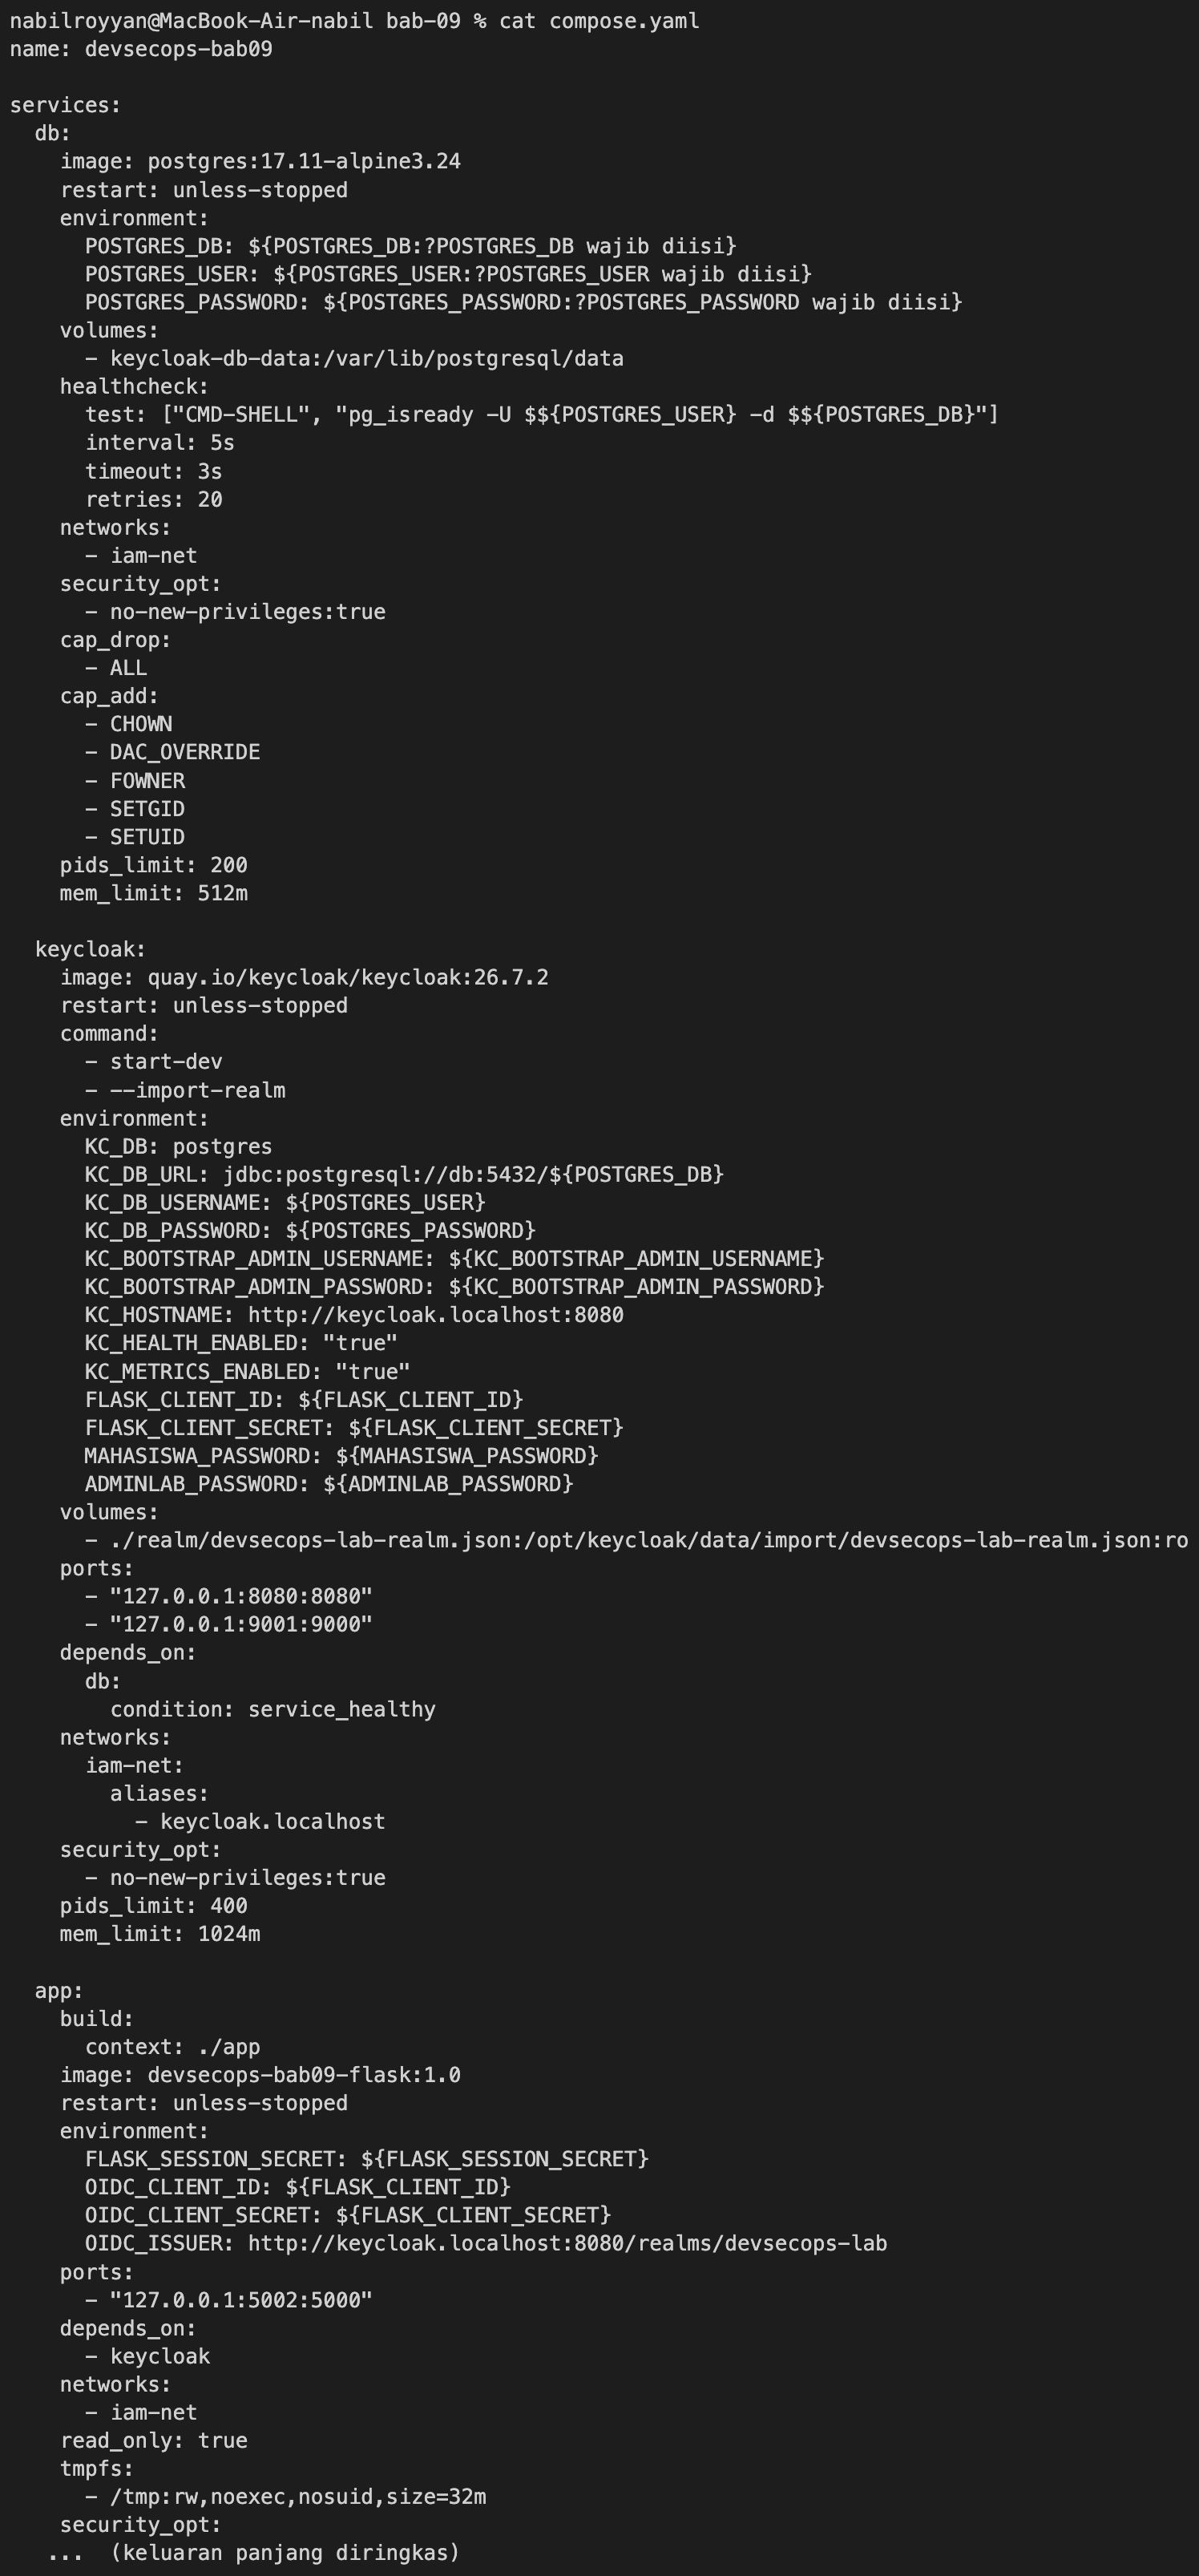 nabilroyyan@MacBook-Air-nabil bab-09 % cat compose.yaml
name: devsecops-bab09

services:
  db:
    image: postgres:17.11-alpine3.24
    restart: unless-stopped
    environment:
      POSTGRES_DB: ${POSTGRES_DB:?POSTGRES_DB wajib diisi}
      POSTGRES_USER: ${POSTGRES_USER:?POSTGRES_USER wajib diisi}
      POSTGRES_PASSWORD: ${POSTGRES_PASSWORD:?POSTGRES_PASSWORD wajib diisi}
    volumes:
      - keycloak-db-data:/var/lib/postgresql/data
    healthcheck:
      test: ["CMD-SHELL", "pg_isready -U $${POSTGRES_USER} -d $${POSTGRES_DB}"]
      interval: 5s
      timeout: 3s
      retries: 20
    networks:
      - iam-net
    security_opt:
      - no-new-privileges:true
    cap_drop:
      - ALL
    cap_add:
      - CHOWN
      - DAC_OVERRIDE
      - FOWNER
      - SETGID
      - SETUID
    pids_limit: 200
    mem_limit: 512m

  keycloak:
    image: quay.io/keycloak/keycloak:26.7.2
    restart: unless-stopped
    command:
      - start-dev
      - --import-realm
    environment:
      KC_DB: postgres
      KC_DB_URL: jdbc:postgresql://db:5432/${POSTGRES_DB}
      KC_DB_USERNAME: ${POSTGRES_USER}
      KC_DB_PASSWORD: ${POSTGRES_PASSWORD}
      KC_BOOTSTRAP_ADMIN_USERNAME: ${KC_BOOTSTRAP_ADMIN_USERNAME}
      KC_BOOTSTRAP_ADMIN_PASSWORD: ${KC_BOOTSTRAP_ADMIN_PASSWORD}
      KC_HOSTNAME: http://keycloak.localhost:8080
      KC_HEALTH_ENABLED: "true"
      KC_METRICS_ENABLED: "true"
      FLASK_CLIENT_ID: ${FLASK_CLIENT_ID}
      FLASK_CLIENT_SECRET: ${FLASK_CLIENT_SECRET}
      MAHASISWA_PASSWORD: ${MAHASISWA_PASSWORD}
      ADMINLAB_PASSWORD: ${ADMINLAB_PASSWORD}
    volumes:
      - ./realm/devsecops-lab-realm.json:/opt/keycloak/data/import/devsecops-lab-realm.json:ro
    ports:
      - "127.0.0.1:8080:8080"
      - "127.0.0.1:9001:9000"
    depends_on:
      db:
        condition: service_healthy
    networks:
      iam-net:
        aliases:
          - keycloak.localhost
    security_opt:
      - no-new-privileges:true
    pids_limit: 400
    mem_limit: 1024m

  app:
    build:
      context: ./app
    image: devsecops-bab09-flask:1.0
    restart: unless-stopped
    environment:
      FLASK_SESSION_SECRET: ${FLASK_SESSION_SECRET}
      OIDC_CLIENT_ID: ${FLASK_CLIENT_ID}
      OIDC_CLIENT_SECRET: ${FLASK_CLIENT_SECRET}
      OIDC_ISSUER: http://keycloak.localhost:8080/realms/devsecops-lab
    ports:
      - "127.0.0.1:5002:5000"
    depends_on:
      - keycloak
    networks:
      - iam-net
    read_only: true
    tmpfs:
      - /tmp:rw,noexec,nosuid,size=32m
    security_opt:
   ...  (keluaran panjang diringkas)